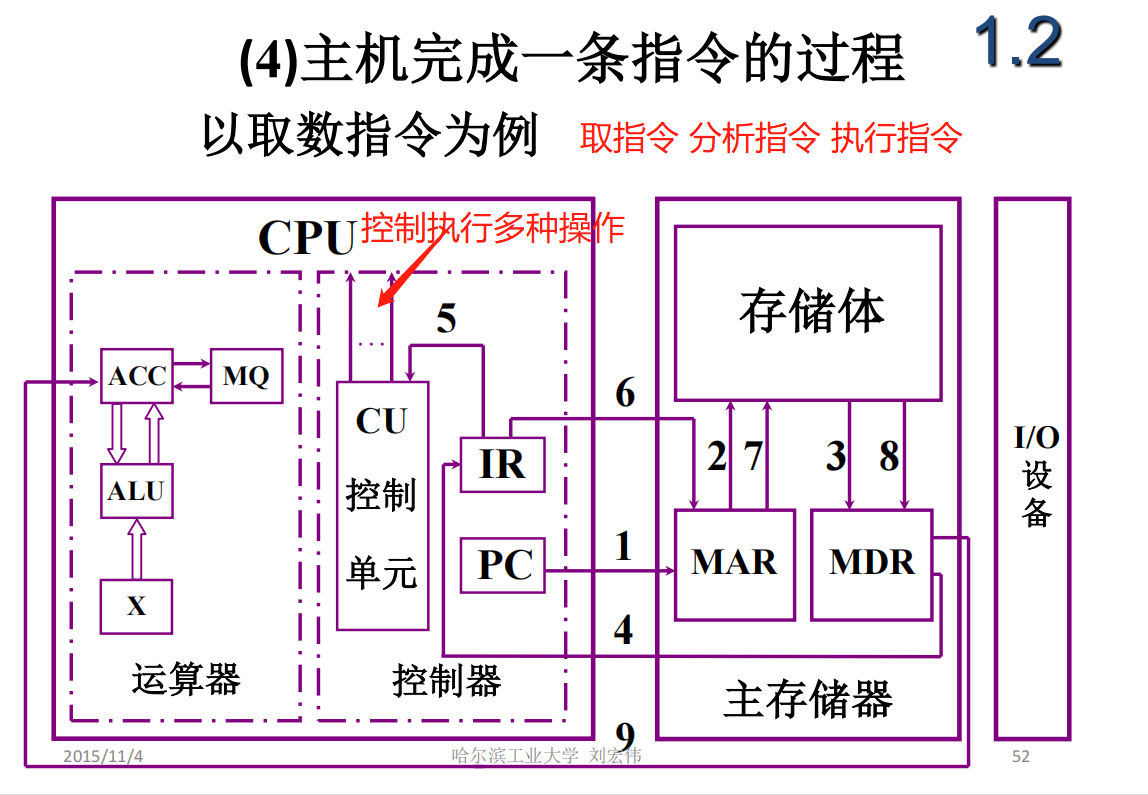 (4)主机完成一条指令的过程
1.2
以取数指令为例
取指令 分析指令 执行指令
CPU
控制执行多种操作
5
存储体
ACC
MQ
...
CU
控制
单元
6
IR
2
7
3
8
I/O
设
备
ALU
PC
1
MAR
MDR
X
4
运算器
控制器
主存储器
9
2015/11/4
哈尔滨工业大学 刘宏伟
52